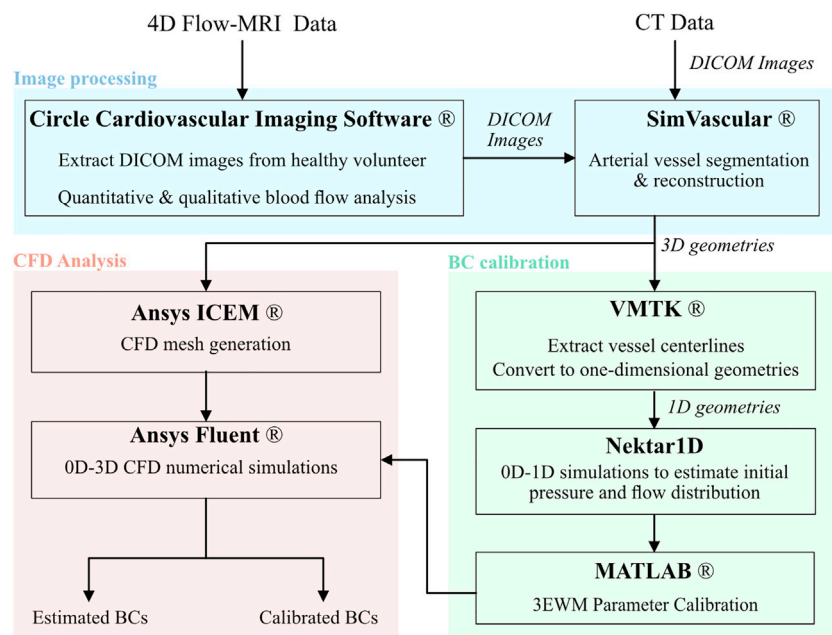 4D Flow-MRI Data
CT Data
DICOM Images
Image processing
Circle Cardiovascular Imaging Software ®
Extract DICOM images from healthy volunteer
Quantitative & qualitative blood flow analysis
DICOM
Images
SimVascular ®
Arterial vessel segmentation
& reconstruction
3D geometries
CFD Analysis
Ansys ICEM ®
CFD mesh generation
Ansys Fluent ®
0D-3D CFD numerical simulations
Estimated BCs
Calibrated BCs
BC calibration
VMTK ®
Extract vessel centerlines
Convert to one-dimensional geometries
1D geometries
Nektar1D
0D-1D simulations to estimate initial
pressure and flow distribution
MATLAB ®
3EWM Parameter Calibration